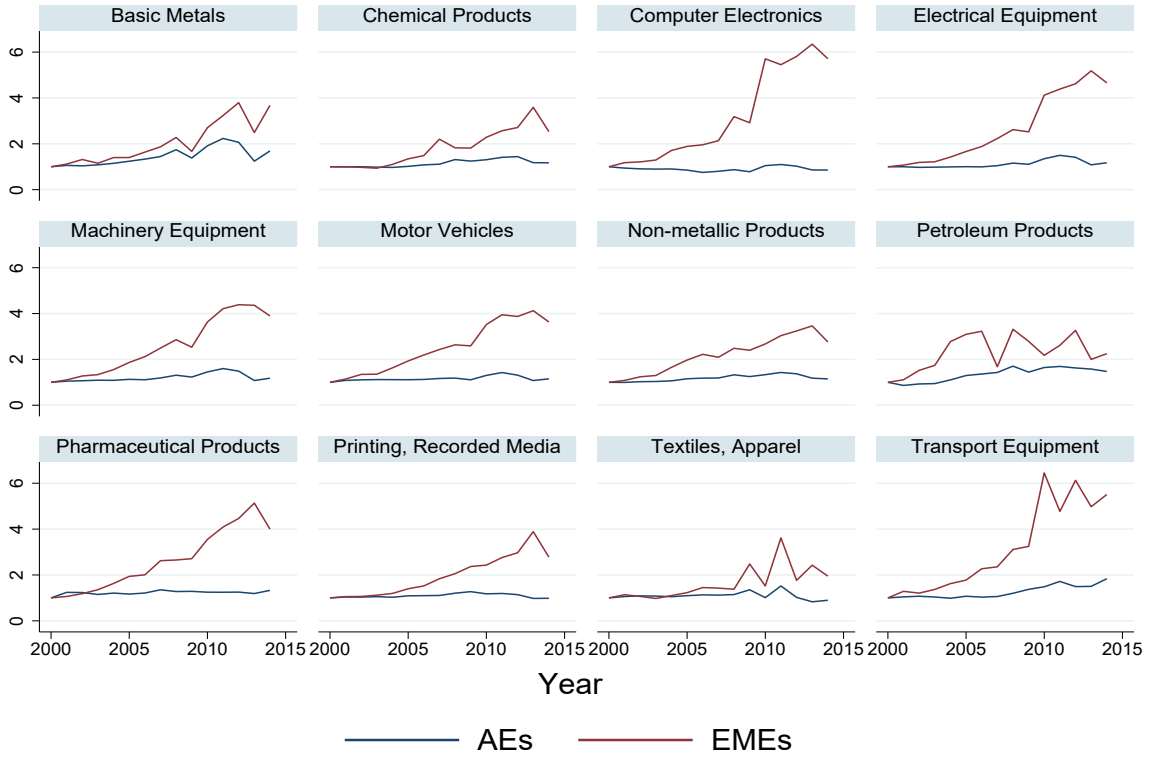 Basic Metals Chemical Products Computer Electronics Electrical Equipment
6
4
2
0
Machinery Equipment Motor Vehicles Non-metallic Products Petroleum Products
6
4
2
0
Pharmaceutical Products Printing, Recorded Media Textiles, Apparel Transport Equipment
6
4
2
0
2000 2005 2010 2015 2000 2005 2010 2015 2000 2005 2010 2015 2000 2005 2010 2015
Year
AEs EMEs